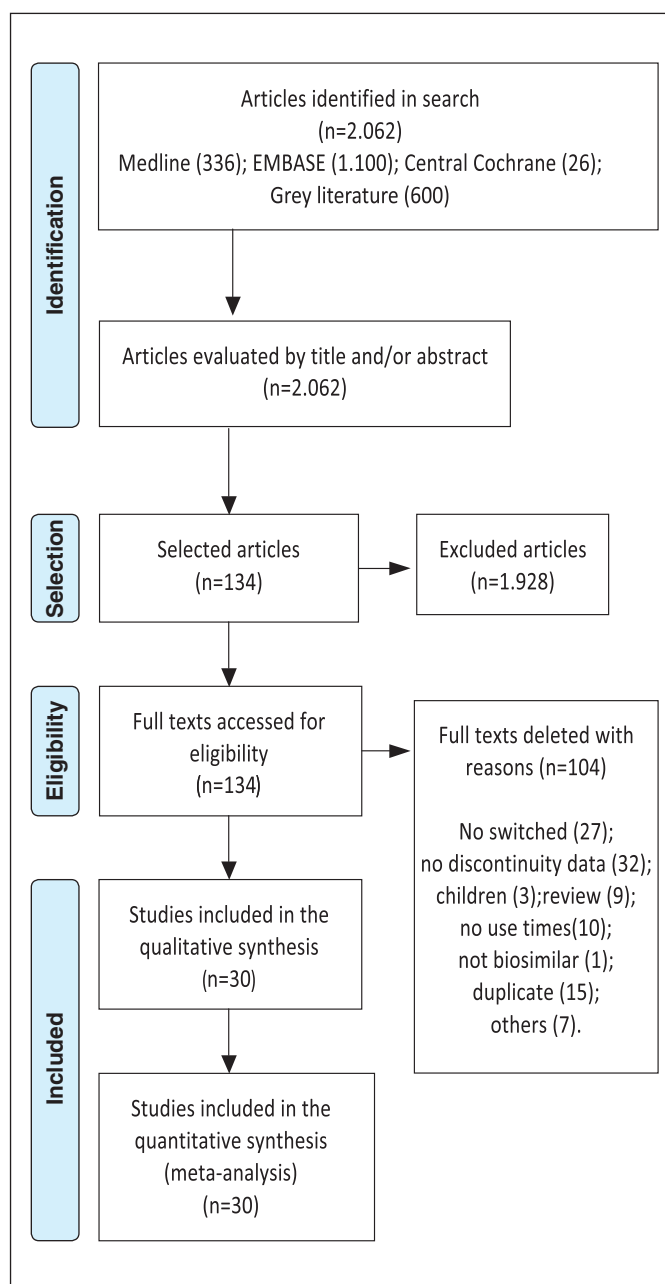 Identification
Articles identified in search
(n=2.062)
Medline (336); EMBASE (1.100); Central Cochrane (26);
Grey literature (600)
Articles evaluated by title and/or abstract
(n=2.062)
Selection
Selected articles
(n=134)
Excluded articles
(n=1.928)
Eligibility
Full texts accessed for
eligibility
(n=134)
Full texts deleted with
reasons (n=104)
No switched (27);
no discontinuity data (32);
children (3);review (9);
no use times(10);
not biosimilar (1);
duplicate (15);
others (7).
Included
Studies included in the
qualitative synthesis
(n=30)
Studies included in the
quantitative synthesis
(meta-analysis)
(n=30)